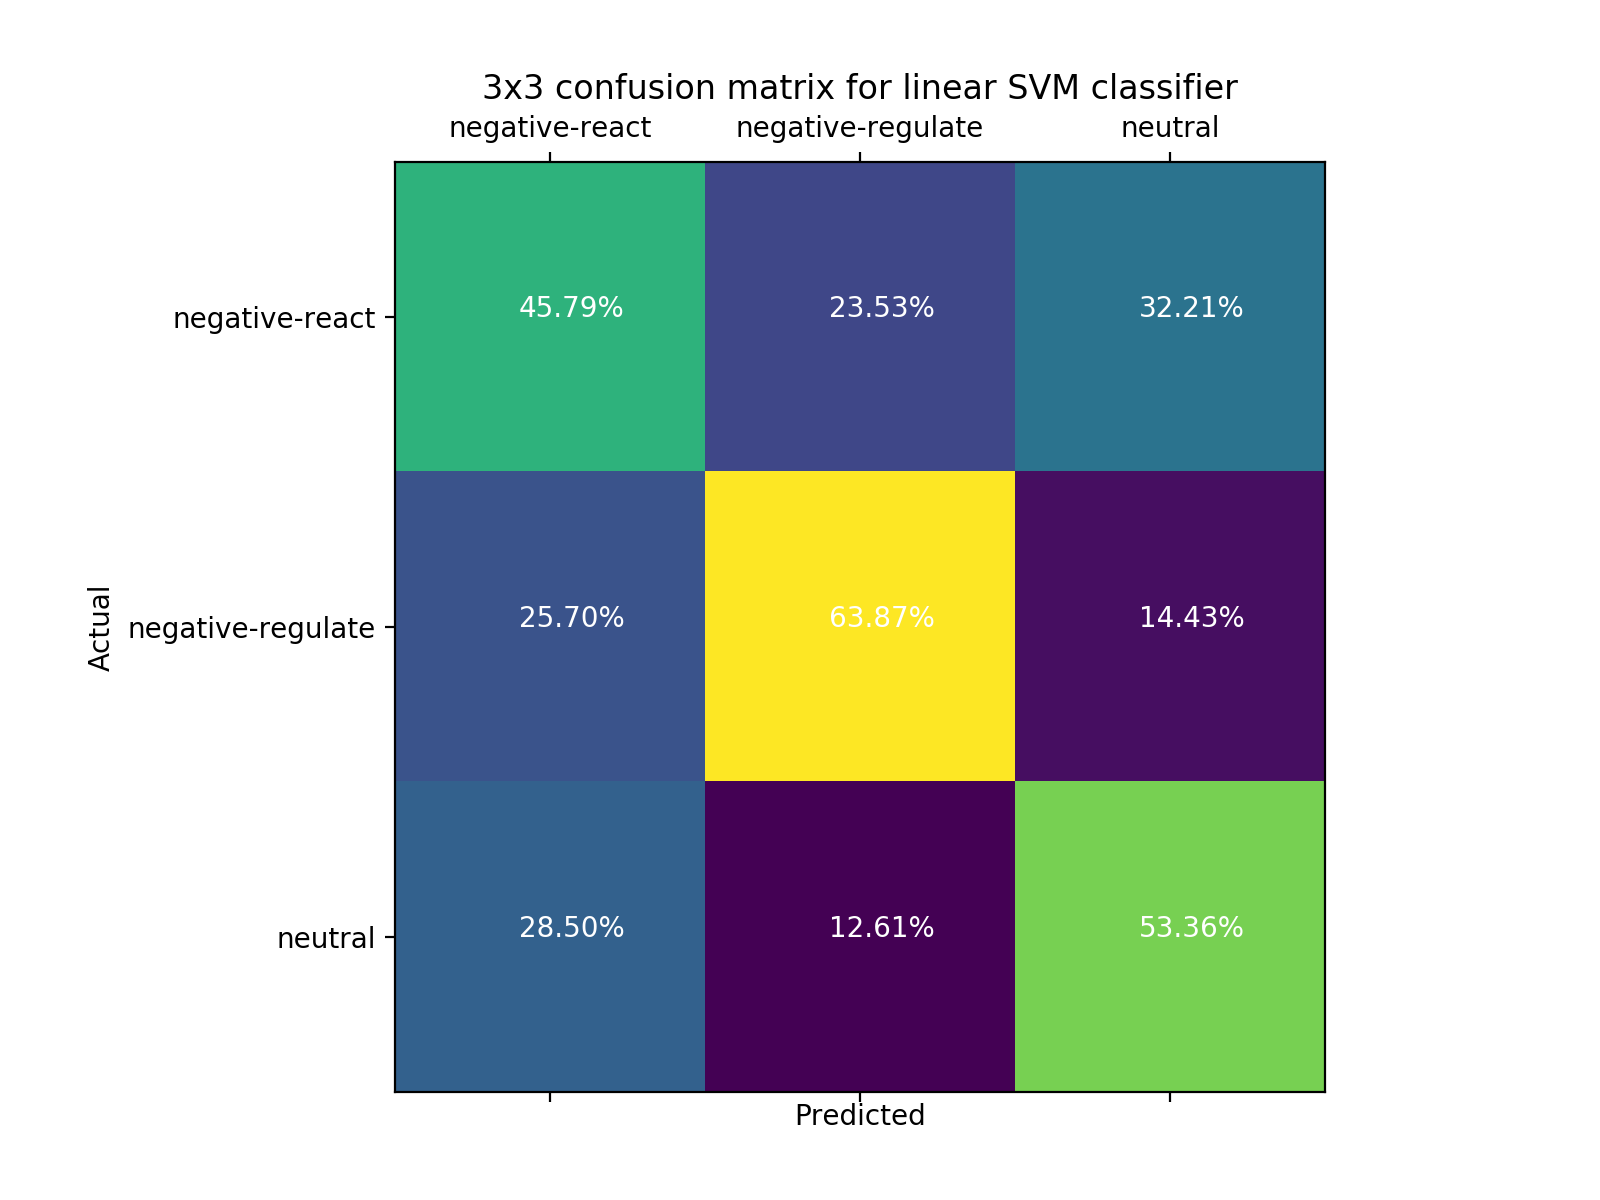 3x3 confusion matrix for linear SVM classifier
negative-react negative-regulate neutral
negative-react 45.79% 23.53% 32.21%
Actual
negative-regulate 25.70% 63.87% 14.43%
neutral 28.50% 12.61% 53.36%
Predicted